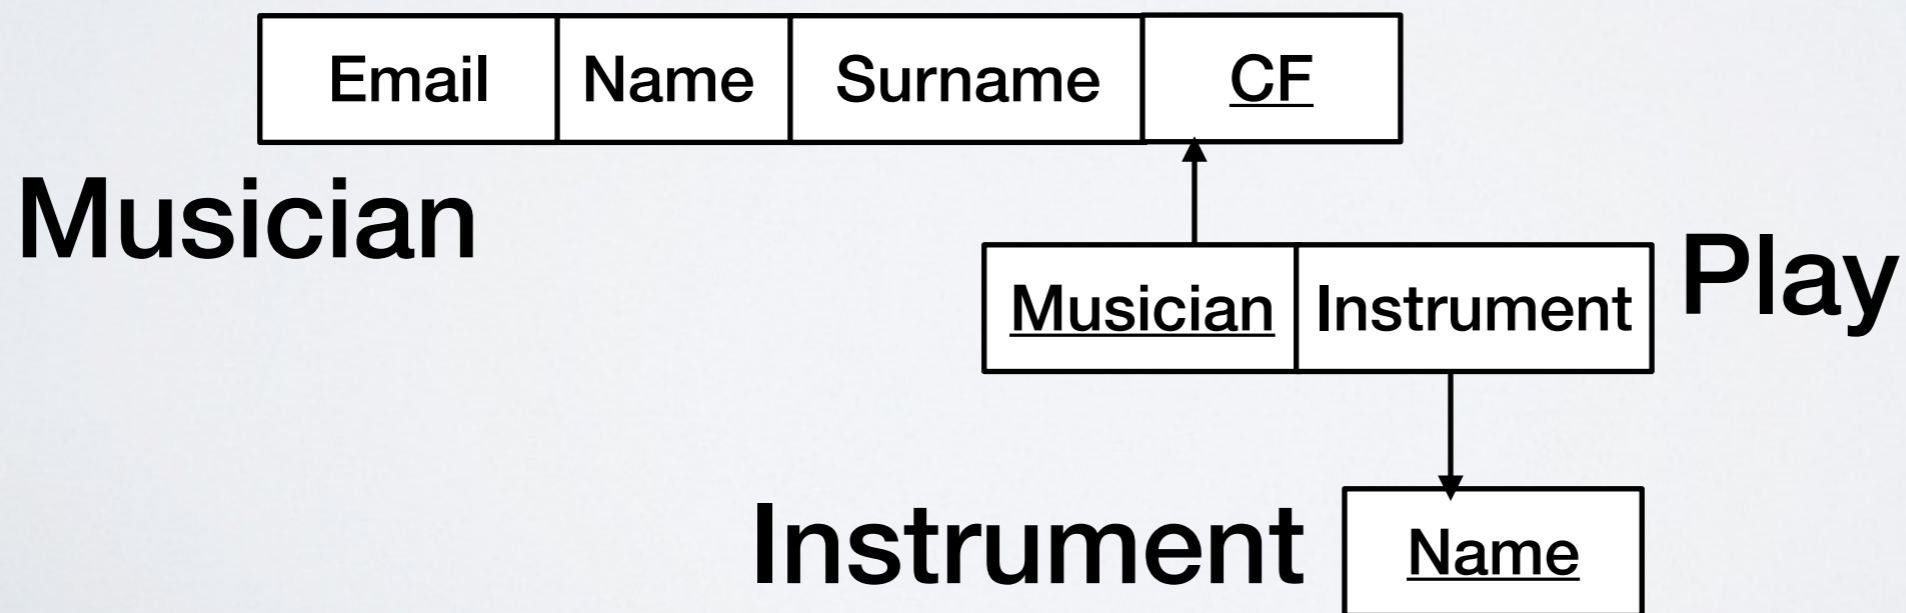 Email Name Surname CF
Musician
Musician Instrument
Play
Instrument
Name